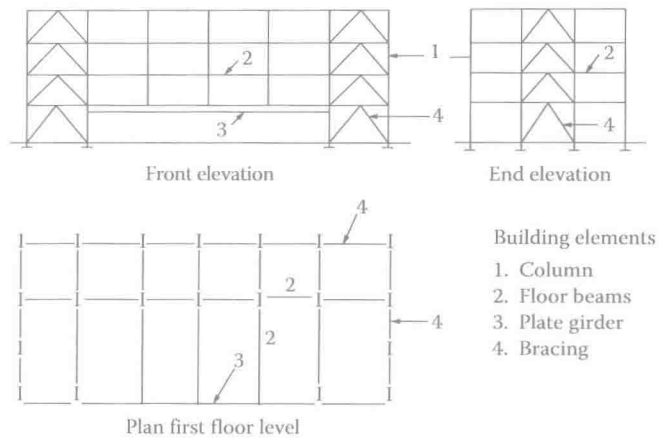 1
2
2
3
4
4
Front elevation
End elevation
4
2
2
4
3
Plan first floor level
Building elements
1. Column
2. Floor beams
3. Plate girder
4. Bracing